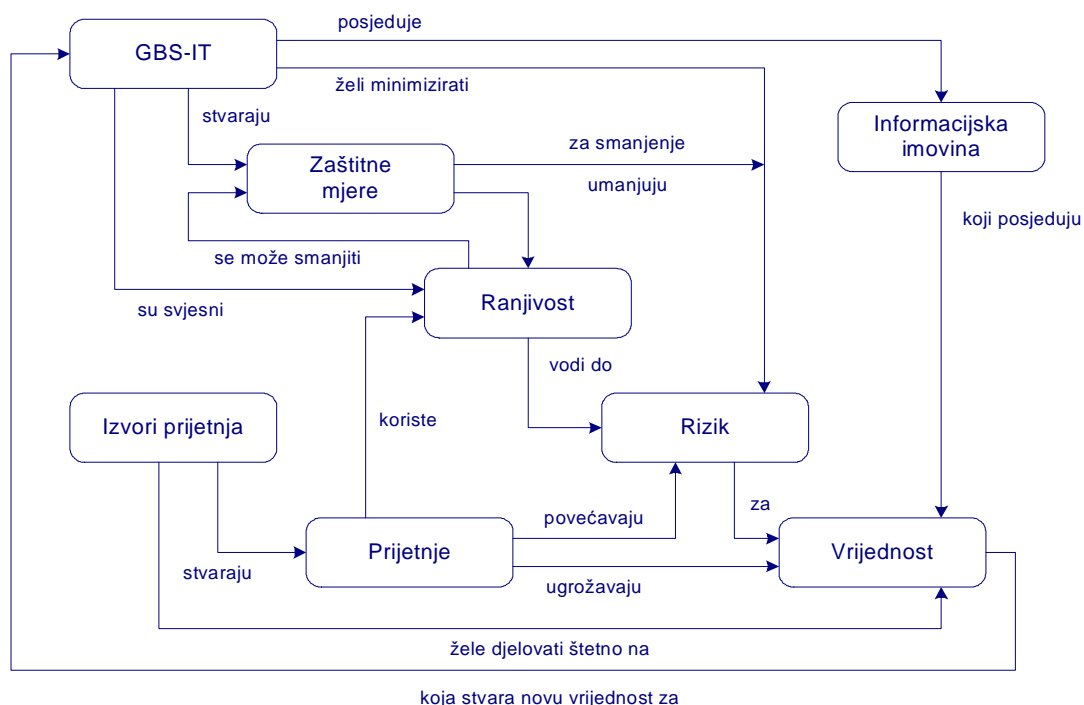 posjeduje
GBS-IT
želi minimizirati
stvaraju
Informacijska
imovina
Zaštitne
mjere
za smanjenje
umanjuju
koji posjeduju
se može smanjiti
su svjesni
Ranjivost
vodi do
koriste
Izvori prijetnja
Rizik
povećavaju
za
stvaraju
Prijetnje
Vrijednost
ugrožavaju
žele djelovati štetno na
koja stvara novu vrijednost za